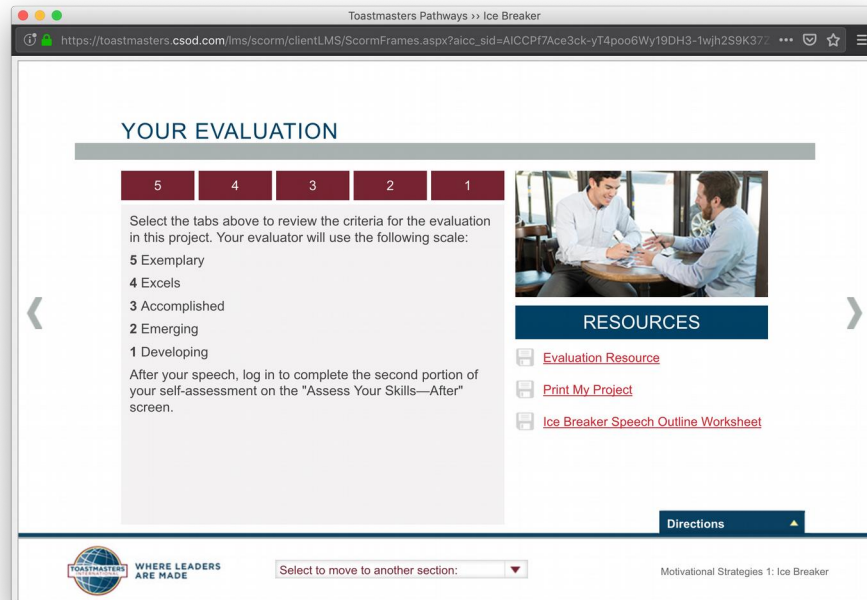 Toastmasters Pathways ›› Ice Breaker
https://toastmasters.csod.com/lms/scorm/clientLMS/ScormFrames.aspx?aicc_sid=AICCPf7Ace3ck-yT4poo6Wy19DH3-1wjh2S9K37Z
YOUR EVALUATION
5 4 3 2 1
Select the tabs above to review the criteria for the evaluation
in this project. Your evaluator will use the following scale:
5 Exemplary
4 Excels
3 Accomplished
2 Emerging
1 Developing
After your speech, log in to complete the second portion of
your self-assessment on the "Assess Your Skills—After"
screen.
RESOURCES
Evaluation Resource
Print My Project
Ice Breaker Speech Outline Worksheet
Directions
TOASTMASTERS
INTERNATIONAL
WHERE LEADERS
ARE MADE
Select to move to another section:
Motivational Strategies 1: Ice Breaker